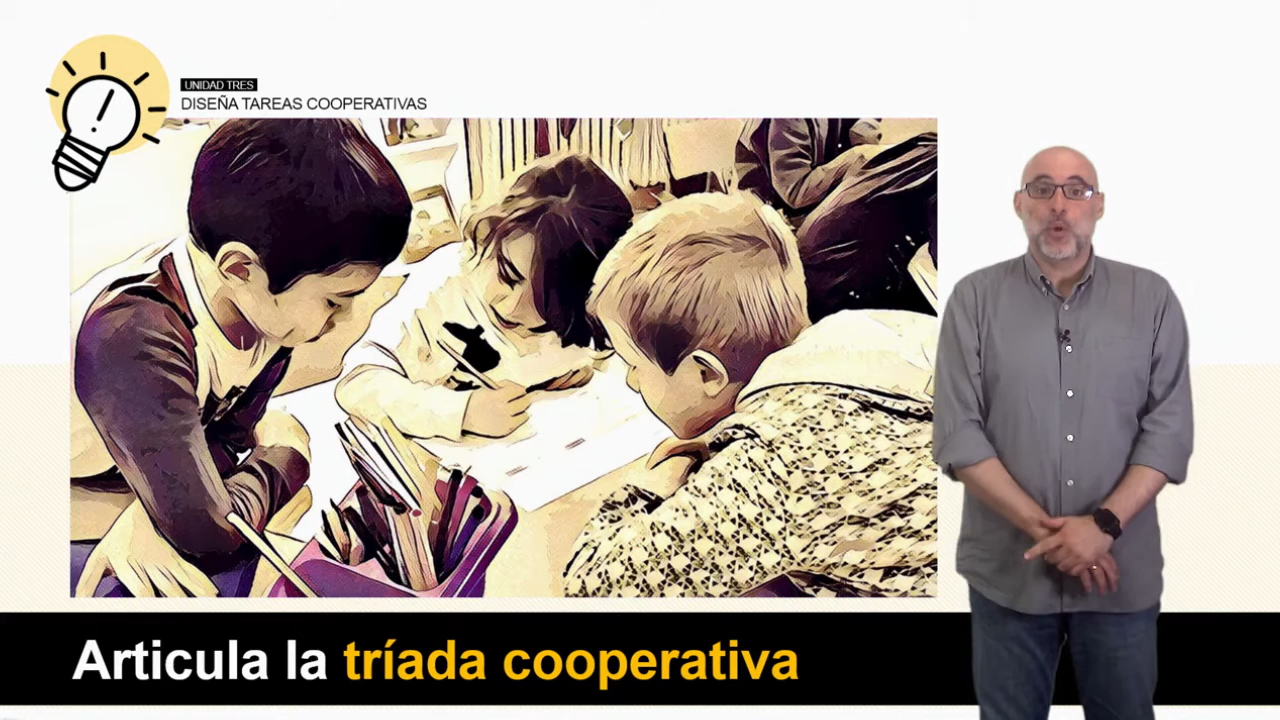 UNIDAD TRES
DISEÑA TAREAS COOPERATIVAS
Articula la tríada cooperativa